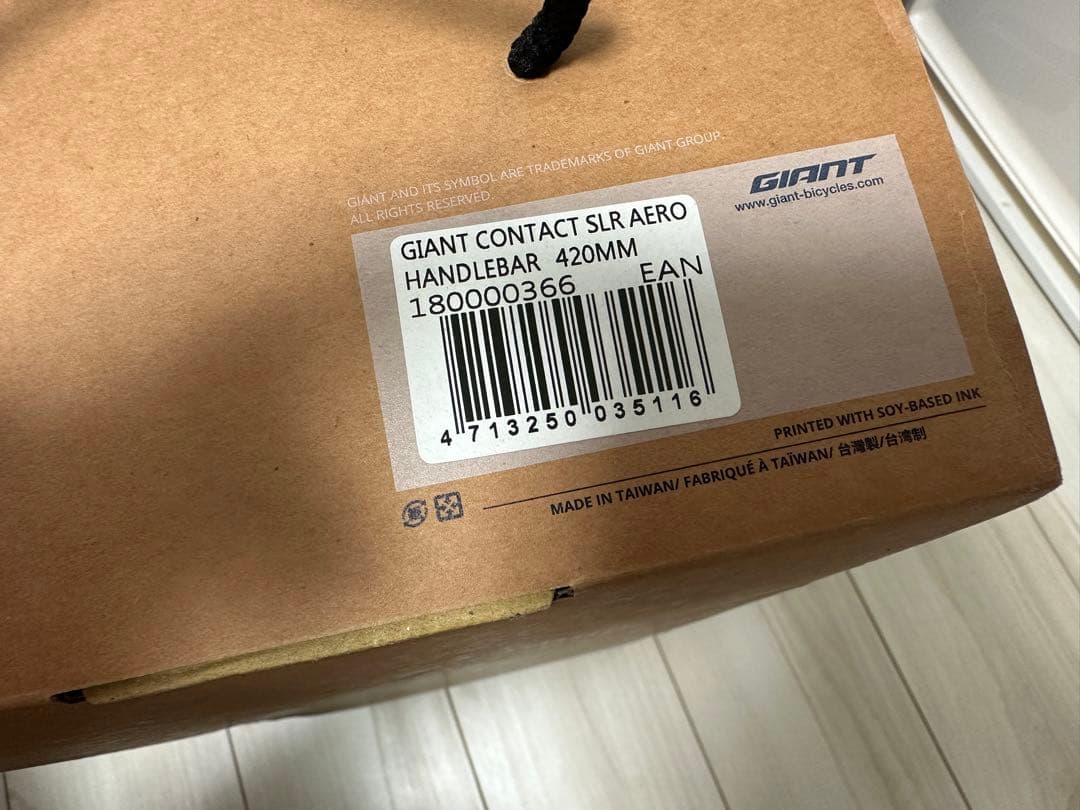 GIANT AND ITS SYMBOL ARE TRADEMARKS OF GIANT GROUP.
ALL RIGHTS RESERVED.
GIANT
www.giant-bicycles.com
GIANT CONTACT SLR AERO
HANDLEBAR 420MM
180000366 EAN
4 713250 035116
PRINTED WITH SOY-BASED INK
MADE IN TAIWAN/ FABRIQUÉ À TAÏWAN/ 台灣製/台湾制